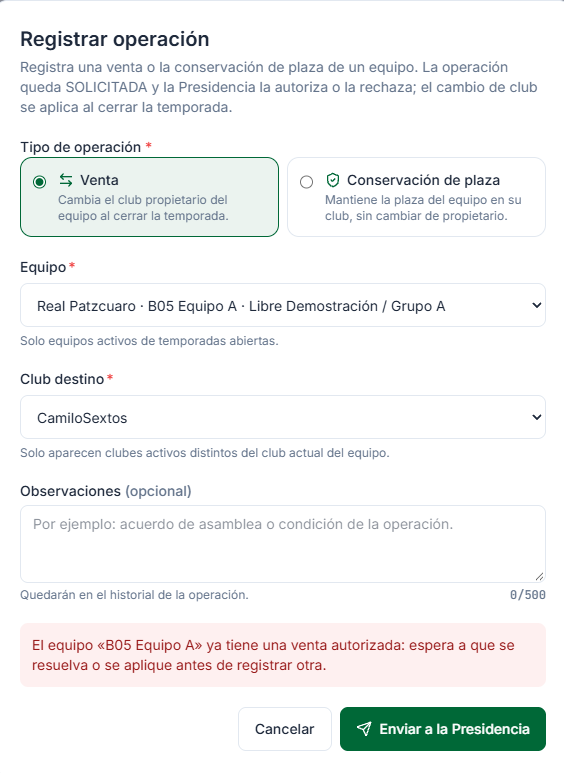 Registrar operación
Registra una venta o la conservación de plaza de un equipo. La operación
queda SOLICITADA y la Presidencia la autoriza o la rechaza; el cambio de club
se aplica al cerrar la temporada.
Tipo de operación *
Venta
Cambia el club propietario del
equipo al cerrar la temporada.
Conservación de plaza
Mantiene la plaza del equipo en su
club, sin cambiar de propietario.
Equipo *
Real Patzcuaro · B05 Equipo A · Libre Demostración / Grupo A
Solo equipos activos de temporadas abiertas.
Club destino *
CamiloSextos
Solo aparecen clubes activos distintos del club actual del equipo.
Observaciones (opcional)
Por ejemplo: acuerdo de asamblea o condición de la operación.
Quedarán en el historial de la operación.
0/500
El equipo «B05 Equipo A» ya tiene una venta autorizada: espera a que se
resuelva o se aplique antes de registrar otra.
Cancelar
Enviar a la Presidencia